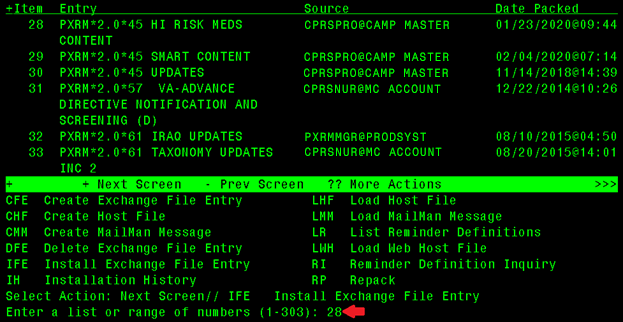 +Item  Entry                         Source                  Date Packed
28  PXRM*2.0*45 HI RISK MEDS      CPRSPRO@CAMP MASTER     01/23/2020@09:44
CONTENT
29  PXRM*2.0*45 SMART CONTENT     CPRSPRO@CAMP MASTER     02/04/2020@07:14
30  PXRM*2.0*45 UPDATES           CPRSPRO@CAMP MASTER     11/14/2018@14:39
31  PXRM*2.0*57  VA-ADVANCE       CPRSNUR@MC ACCOUNT      12/22/2014@10:26
DIRECTIVE NOTIFICATION AND
SCREENING (D)
32  PXRM*2.0*61 IRAQ UPDATES      PXRMMGR@PRODSYST        08/10/2015@04:50
33  PXRM*2.0*61 TAXONOMY UPDATES  CPRSNUR@MC ACCOUNT      08/20/2015@14:01
INC 2
+         + Next Screen   - Prev Screen   ?? More Actions                   >>>
CFE  Create Exchange File Entry        LHF  Load Host File
CHF  Create Host File                  LMM  Load MailMan Message
CMM  Create MailMan Message            LR   List Reminder Definitions
DFE  Delete Exchange File Entry        LWH  Load Web Host File
IFE  Install Exchange File Entry       RI   Reminder Definition Inquiry
IH   Installation History              RP   Repack
Select Action: Next Screen// IFE   Install Exchange File Entry
Enter a list or range of numbers (1-303): 28